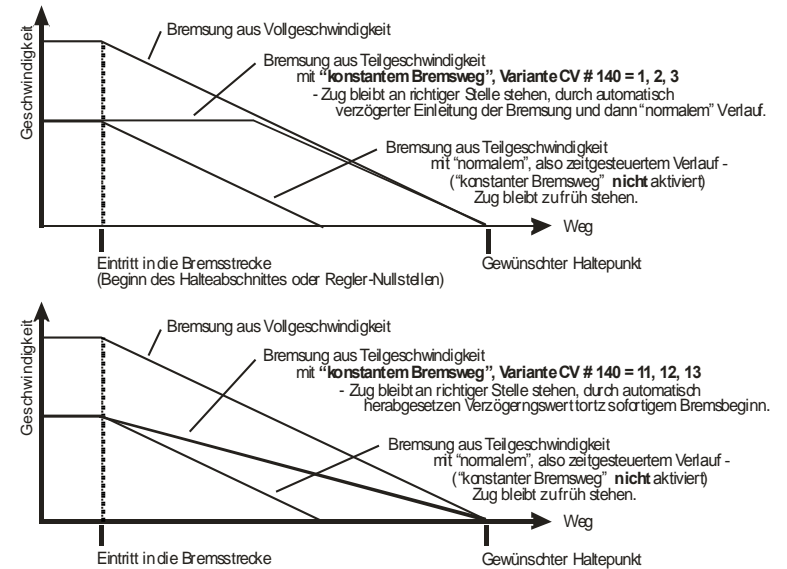 Geschwindigkeit
Bremsung aus Vollgeschwindigkeit
Bremsung aus Teilgeschwindigkeit
mit “konstantem Bremsweg”, Variante CV # 140 = 1, 2, 3
- Zug bleibt an richtiger Stelle stehen, durch automatisch
verzögerter Einleitung der Bremsung und dann “normalem” Verlauf.
Bremsung aus Teilgeschwindigkeit
mit “normalem”, also zeitgesteuertem Verlauf -
(“konstanter Bremsweg” nicht aktiviert)
Zug bleibt zu früh stehen.
Weg
Eintritt in die Bremsstrecke
(Beginn des Halteabschnittes oder Regler-Nullstellen)
Gewünschter Haltepunkt
Geschwindigkeit
Bremsung aus Vollgeschwindigkeit
Bremsung aus Teilgeschwindigkeit
mit “konstantem Bremsweg”, Variante CV # 140 = 11, 12, 13
- Zug bleibt an richtiger Stelle stehen, durch automatisch
herabgesetzen Verzögerngswert tortz sofortigem Bremsbeginn.
Bremsung aus Teilgeschwindigkeit
mit “normalem”, also zeitgesteuertem Verlauf -
(“konstanter Bremsweg” nicht aktiviert)
Zug bleibt zu früh stehen.
Weg
Eintritt in die Bremsstrecke
Gewünschter Haltepunkt